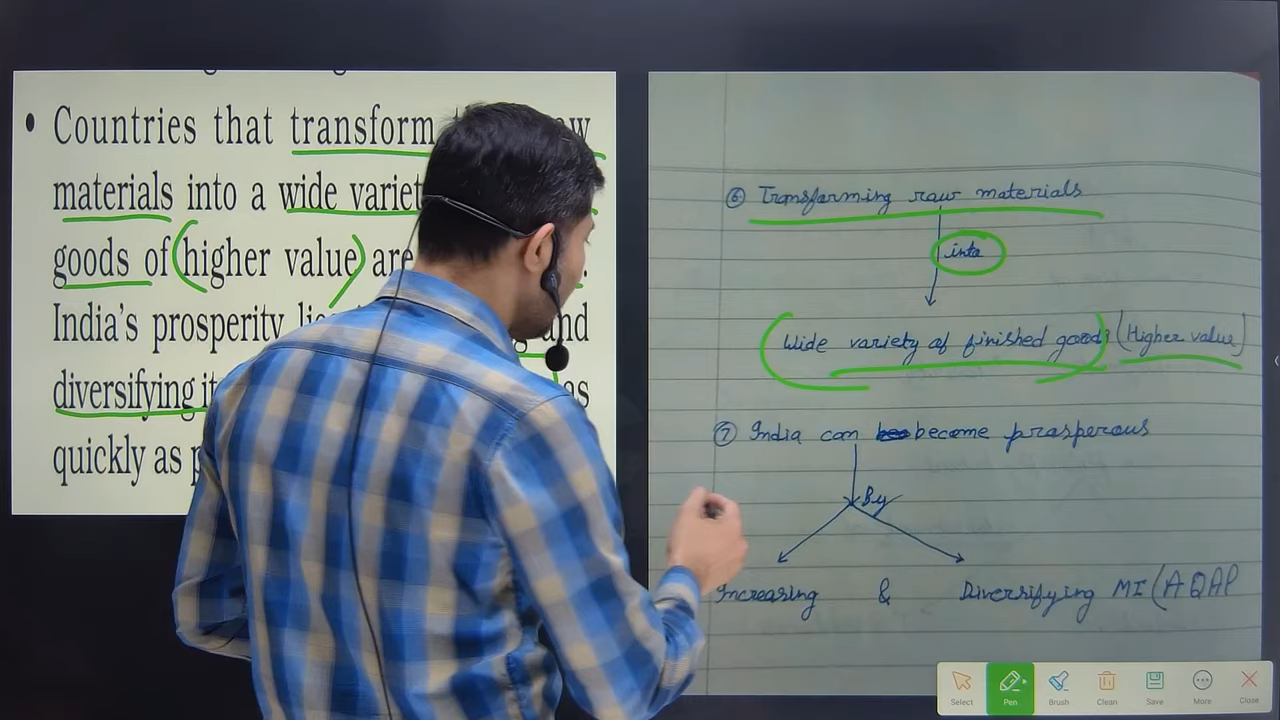 • Countries that transform
materials into a wide
goods of (higher value) are
India's prosperity and
diversifying as
quickly as
⑥ Transforming raw materials
into
Wide variety of finished goods (Higher value)
⑦ India can become prosperous
By
Increasing & Diversifying MI (AQAP
Select Pen Brush Clean Save More Close